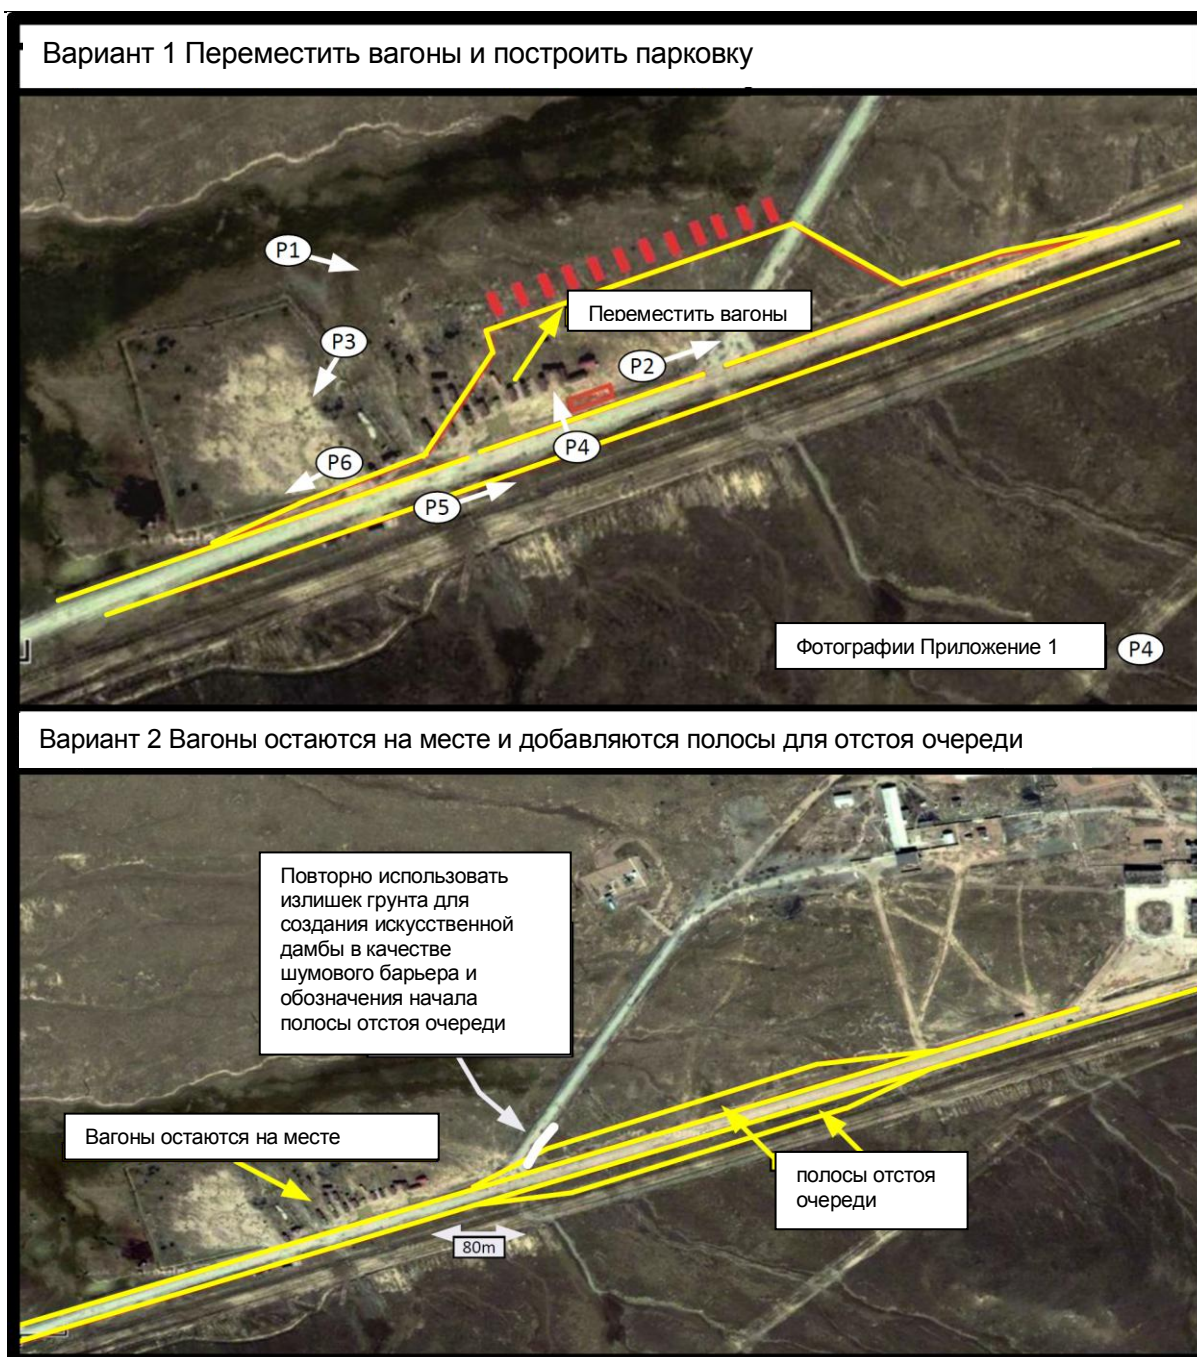 Вариант 1 Переместить вагоны и построить парковку
P1
P3
Переместить вагоны
P2
P4
P6
P5
Фотографии Приложение 1
P4
Вариант 2 Вагоны остаются на месте и добавляются полосы для отстоя очереди
Повторно использовать
излишек грунта для
создания искусственной
дамбы в качестве
шумового барьера и
обозначения начала
полосы отстоя очереди
Вагоны остаются на месте
полосы отстоя
очереди
80m